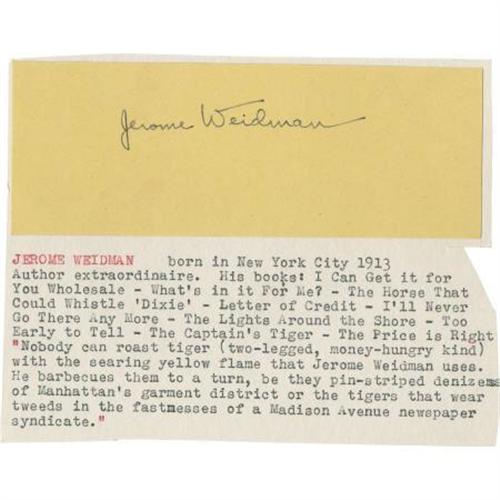 Jerome Weidman
JEROME WEIDMAN born in New York City 1913
Author extraordinaire. His books: I Can Get it for
You Wholesale - What's in it For Me? - The Horse That
Could Whistle 'Dixie' - Letter of Credit - I'll Never
Go There Any More - The Lights Around the Shore - Too
Early to Tell - The Captain's Tiger - The Price is Right
"Nobody can roast tiger (two-legged, money-hungry kind)
with the searing yellow flame that Jerome Weidman uses.
He barbecues them to a turn, be they pin-striped denizens
of Manhattan's garment district or the tigers that wear
tweeds in the fastnesses of a Madison Avenue newspaper
syndicate."